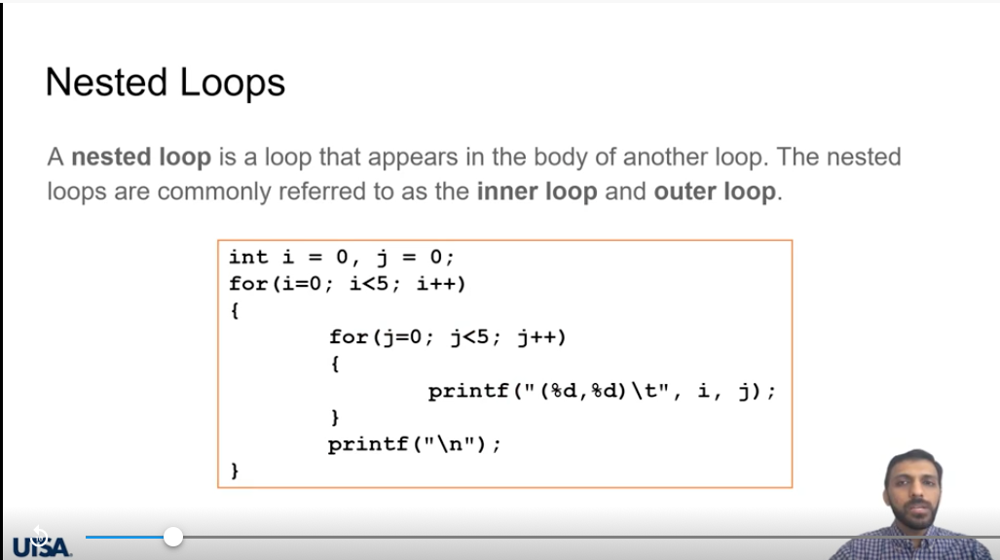 Nested Loops
A nested loop is a loop that appears in the body of another loop. The nested
loops are commonly referred to as the inner loop and outer loop.
int i = 0, j = 0;
for(i=0; i<5; i++)
{
for(j=0; j<5; j++)
{
printf("(%d,%d)\t", i, j);
}
printf("\n");
}